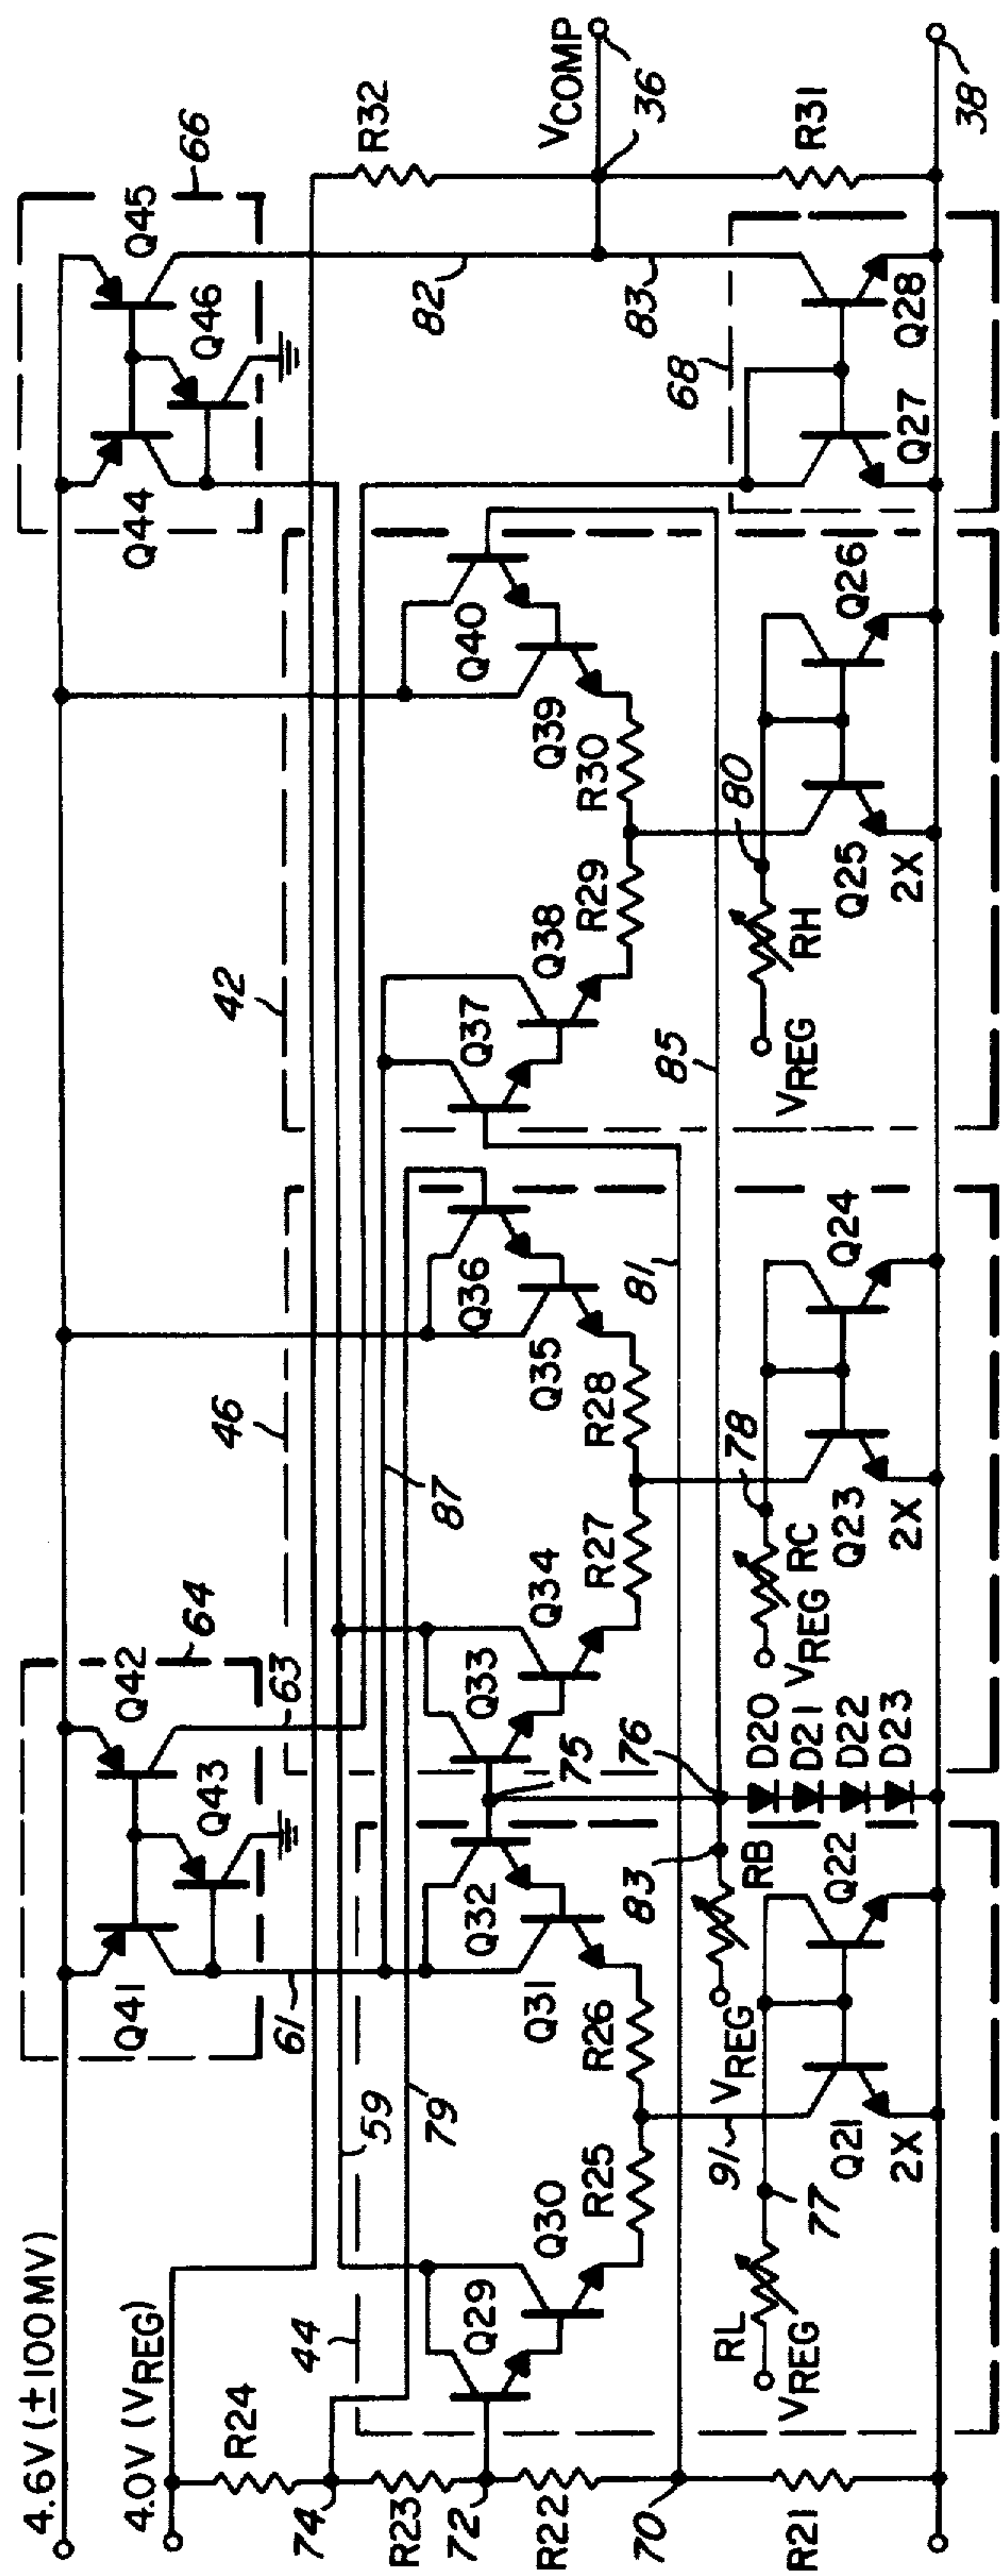 4.6V (±100MV)
4.0V (VREG)
R24
74
R23
72
R22
70
R21
44
59
79
61
Q41
Q43
Q42
64
63
46
87
42
Q44
Q46
Q45
66
R32
82
VCOMP
36
83
68
R31
38
Q29
Q30
R25
R26
Q31
Q32
75
Q33
Q34
R27
R28
Q35
Q36
81
85
Q37
Q38
R29
R30
Q39
Q40
RL
VREG
77
91
Q21
2X
Q22
VREG
RB
83
76
D20
D21
D22
D23
VREG
RC
78
Q23
2X
Q24
VREG
RH
80
Q25
2X
Q26
Q27
Q28